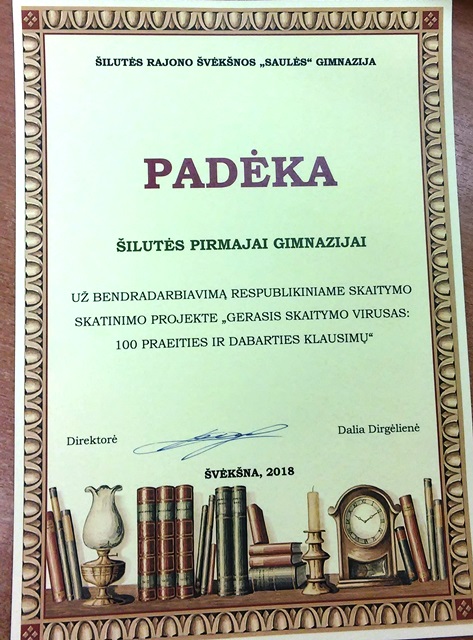 ŠILUTĖS RAJONO ŠVĖKŠNOS „SAULĖS“ GIMNAZIJA
PADĖKA
ŠILUTĖS PIRMAJAI GIMNAZIJAI
UŽ BENDRADARBIAVIMĄ RESPUBLIKINIAME SKAITYMO
SKATINIMO PROJEKTE „GERASIS SKAITYMO VIRUSAS:
100 PRAEITIES IR DABARTIES KLAUSIMŲ“
Direktorė Dalia Dirgėlienė
ŠVĖKŠNA, 2018